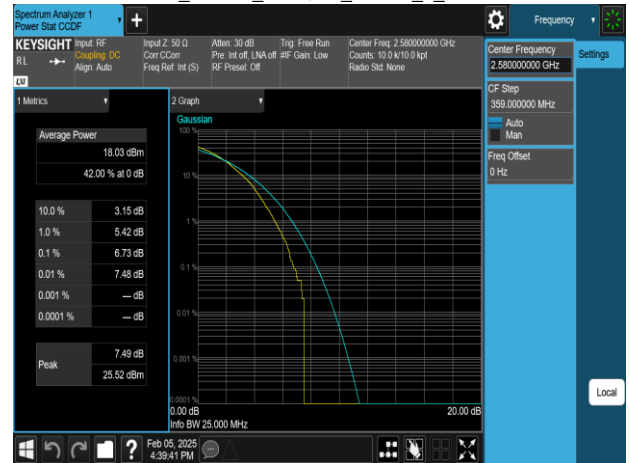 Spectrum Analyzer 1
Power Stat CCDF
Frequency
KEYSIGHT
RL
LXI
Input: RF
Coupling: DC
Align: Auto
Input Z: 50 Ω
Corr CCorr
Freq Ref: Int (S)
Atten: 30 dB
Pre: Int off, LNA off
RF Presel: Off
Trig: Free Run
#IF Gain: Low
Center Freq: 2.580000000 GHz
Counts: 10.0 k/10.0 kpt
Radio Std: None
Center Frequency
2.580000000 GHz
Settings
CF Step
359.000000 MHz
Auto
Man
Freq Offset
0 Hz
Local
1 Metrics
Average Power
18.03 dBm
42.00 % at 0 dB
10.0 % 3.15 dB
1.0 % 5.42 dB
0.1 % 6.73 dB
0.01 % 7.48 dB
0.001 % --- dB
0.0001 % --- dB
Peak
7.49 dB
25.52 dBm
2 Graph
Gaussian
100 %
10 %
1 %
0.1 %
0.01 %
0.001 %
0.0001 %
0.00 dB 20.00 dB
Info BW 25.000 MHz
?
Feb 05, 2025
4:39:41 PM